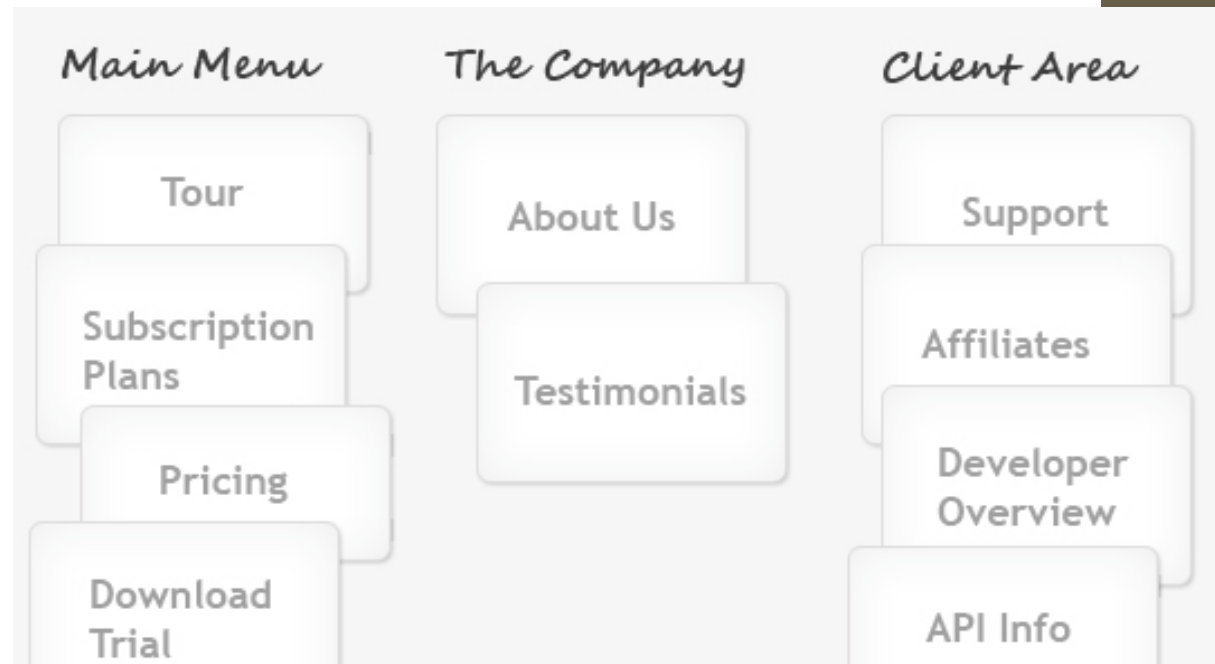 Main Menu
Tour
Subscription
Plans
Pricing
Download
Trial
The Company
About Us
Testimonials
Client Area
Support
Affiliates
Developer
Overview
API Info